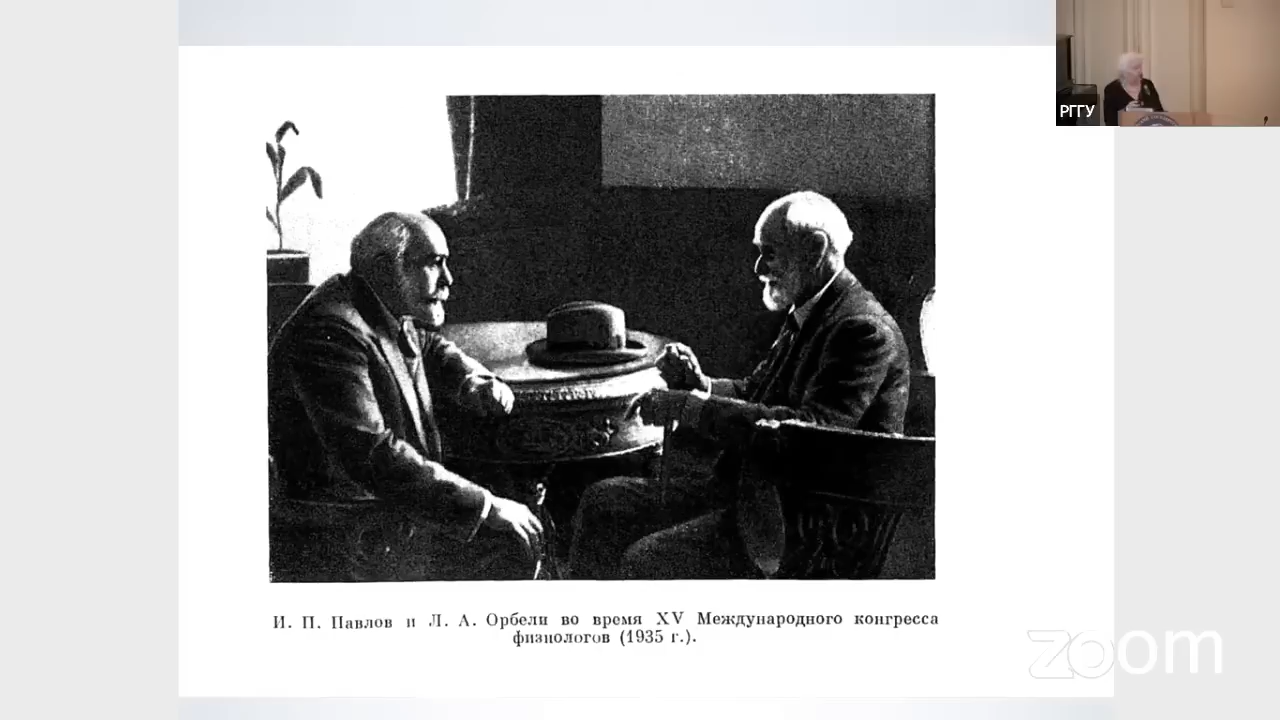 РГГУ
И. П. Павлов и Л. А. Орбели во время XV Международного конгресса
физиологов (1935 г.).
zoom